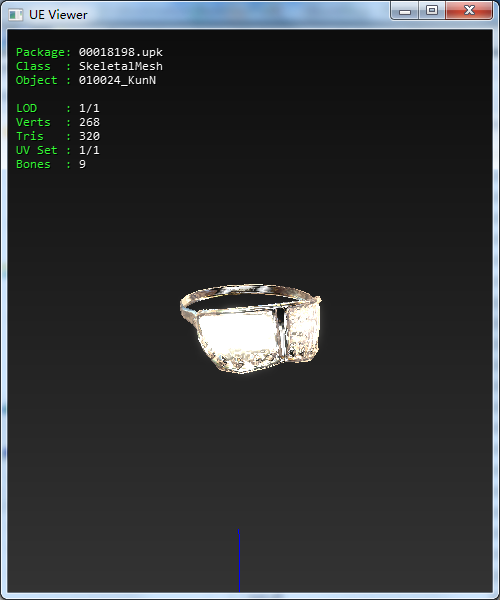 UE Viewer
Package: 00018198.upk
Class : SkeletalMesh
Object : 010024_KunN
LOD : 1/1
Verts : 268
Tris : 320
UV Set : 1/1
Bones : 9